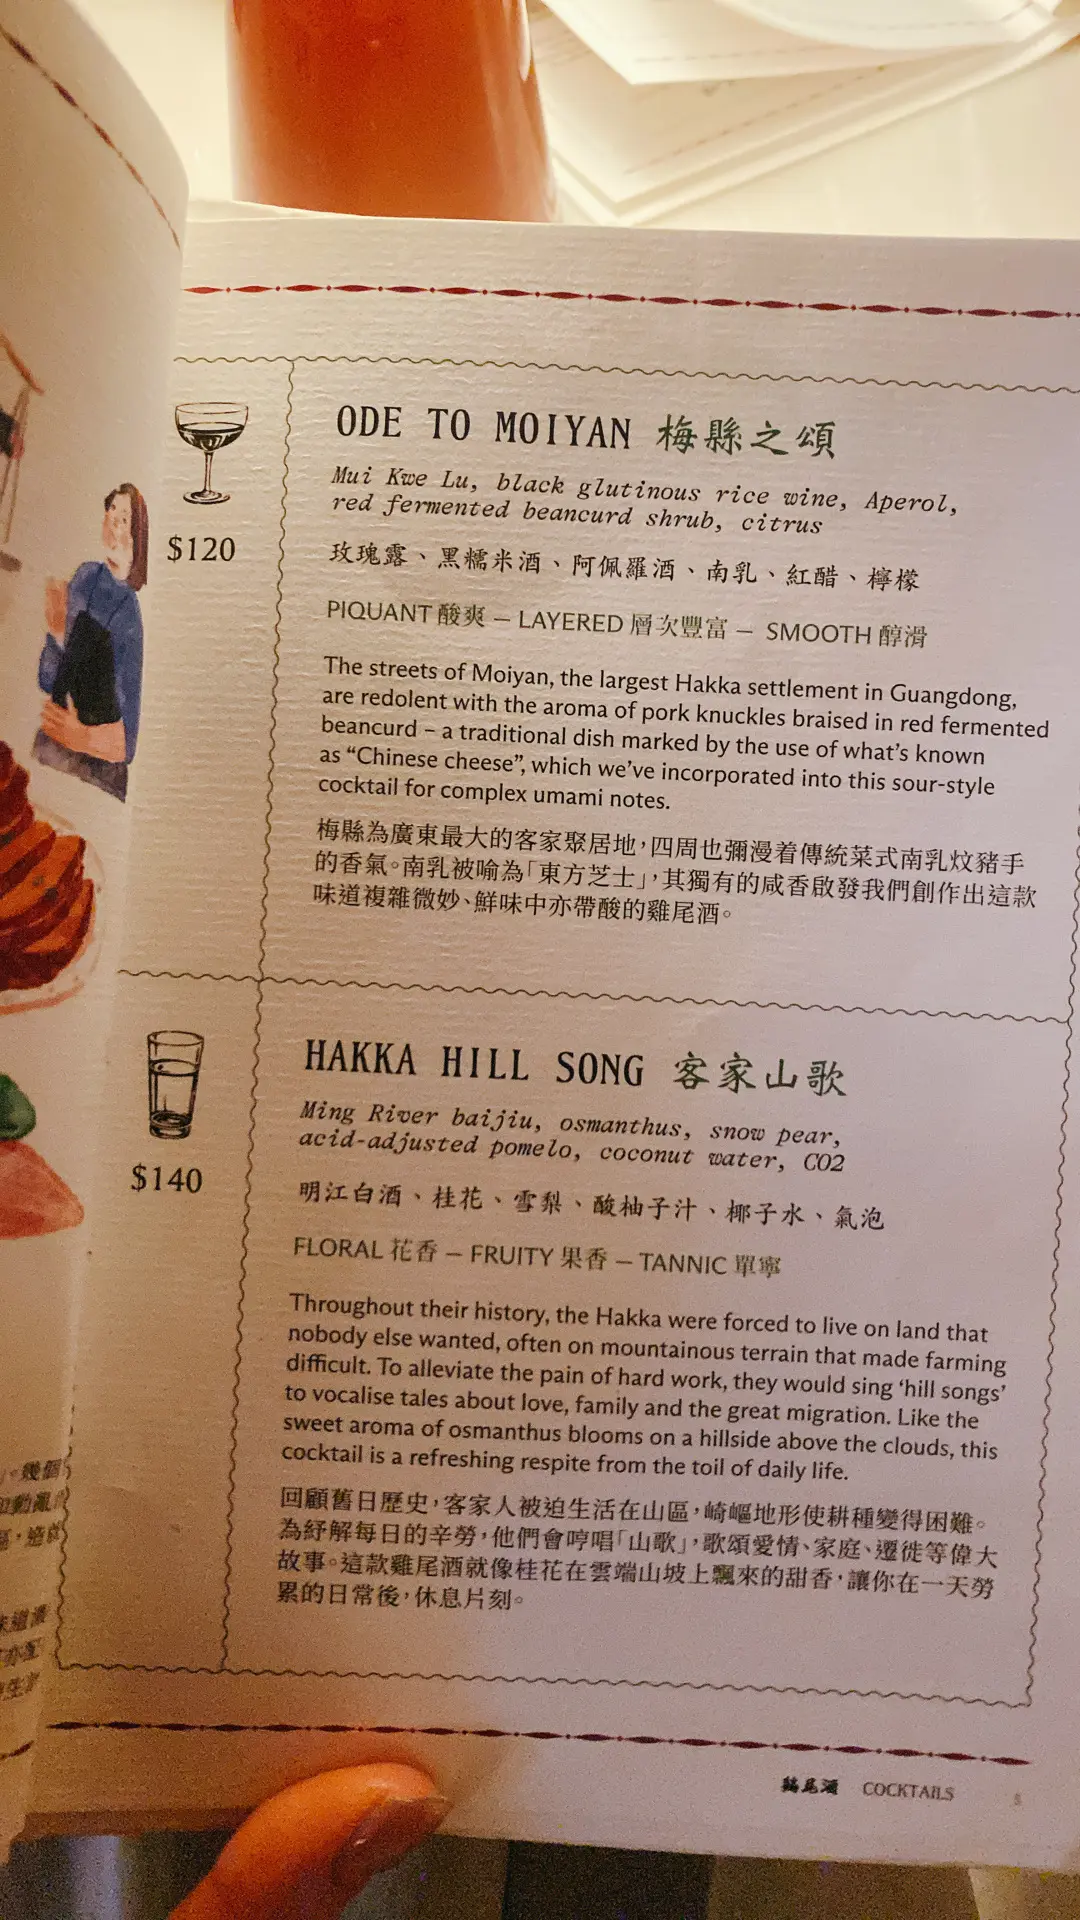 $120
ODE TO MOIYAN 梅縣之頌
Mui Kwe Lu, black glutinous rice wine, Aperol,
red fermented beancurd shrub, citrus
玫瑰露、黑糯米酒、阿佩羅酒、南乳、紅醋、檸檬
PIQUANT 酸爽 – LAYERED 層次豐富 – SMOOTH 醇滑
The streets of Moiyan, the largest Hakka settlement in Guangdong,
are redolent with the aroma of pork knuckles braised in red fermented
beancurd – a traditional dish marked by the use of what's known
as “Chinese cheese”, which we've incorporated into this sour-style
cocktail for complex umami notes.
梅縣為廣東最大的客家聚居地，四周也彌漫着傳統菜式南乳炆豬手
的香氣。南乳被喻為「東方芝士」，其獨有的咸香啟發我們創作出這款
味道複雜微妙、鮮味中亦帶酸的雞尾酒。
$140
HAKKA HILL SONG 客家山歌
Ming River baijiu, osmanthus, snow pear,
acid-adjusted pomelo, coconut water, CO2
明江白酒、桂花、雪梨、酸柚子汁、椰子水、氣泡
FLORAL 花香 – FRUITY 果香 – TANNIC 單寧
Throughout their history, the Hakka were forced to live on land that
nobody else wanted, often on mountainous terrain that made farming
difficult. To alleviate the pain of hard work, they would sing ‘hill songs’
to vocalise tales about love, family and the great migration. Like the
sweet aroma of osmanthus blooms on a hillside above the clouds, this
cocktail is a refreshing respite from the toil of daily life.
回顧舊日歷史，客家人被迫生活在山區，崎嶇地形使耕種變得困難。
為紓解每日的辛勞，他們會哼唱「山歌」，歌頌愛情、家庭、遷徙等偉大
故事。這款雞尾酒就像桂花在雲端山坡上飄來的甜香，讓你在一天勞
累的日常後，休息片刻。
雞尾酒 COCKTAILS